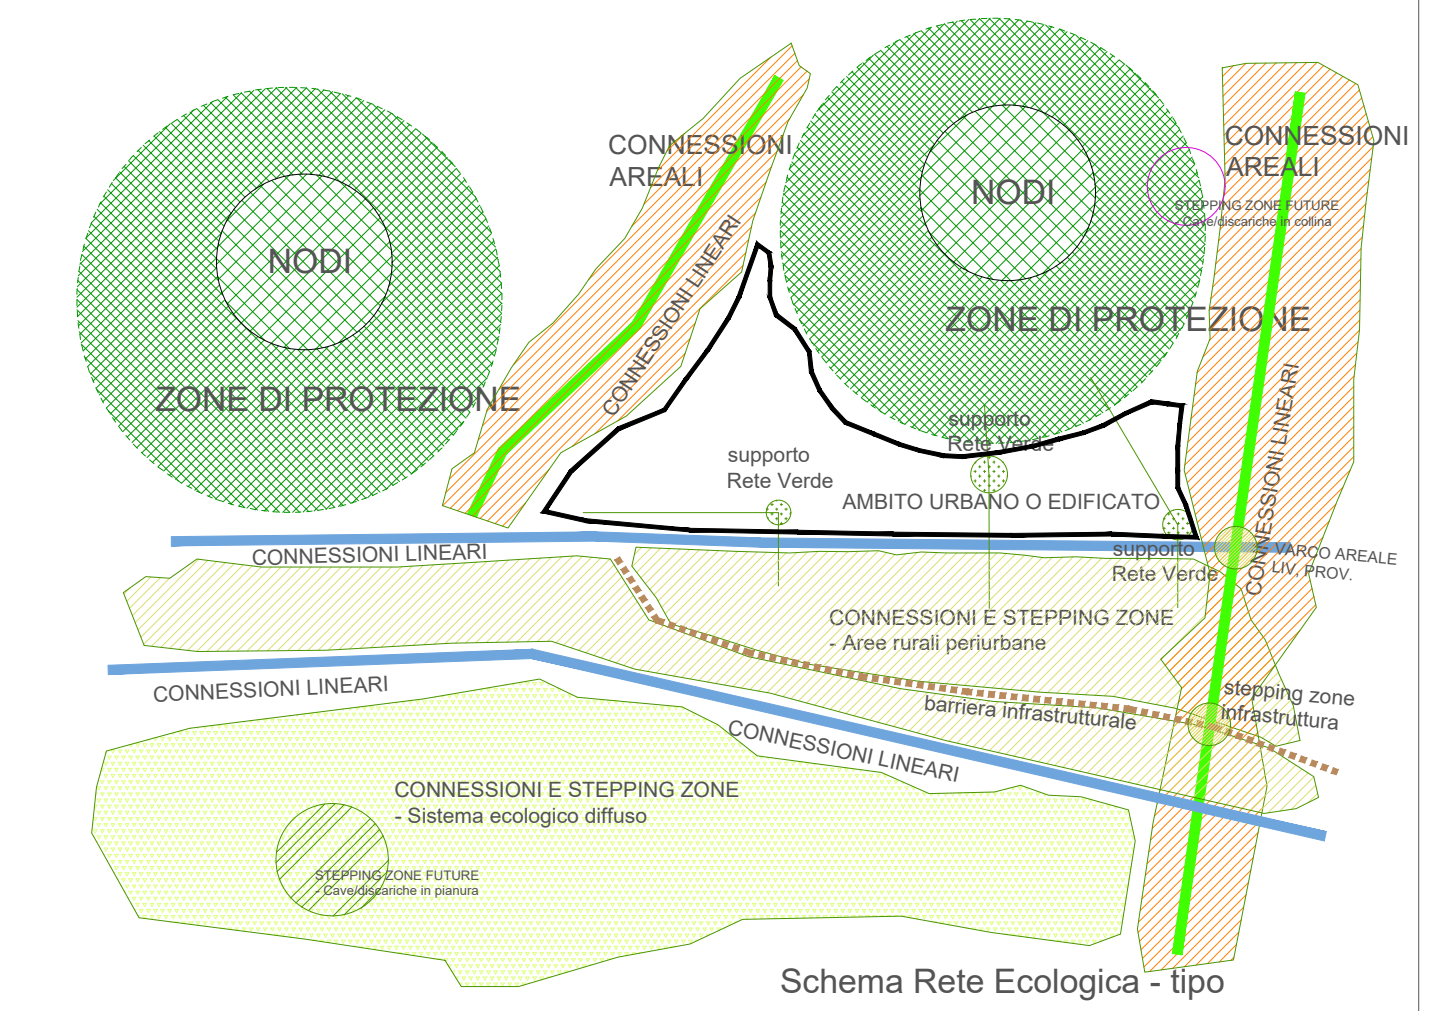 CONNESSIONI
AREALI
CONNESSIONI
AREALI
NODI
NODI
STEPPING ZONE FUTURE
- Cave/discariche in collina
CONNESSIONI LINEARI
ZONE DI PROTEZIONE
ZONE DI PROTEZIONE
CONNESSIONI LINEARI
supporto
Rete Verde
supporto
Rete Verde
AMBITO URBANO O EDIFICATO
CONNESSIONI LINEARI
supporto
Rete Verde
VARCO AREALE
LIV, PROV.
CONNESSIONI E STEPPING ZONE
- Aree rurali periurbane
CONNESSIONI LINEARI
stepping zone
infrastruttura
barriera infrastrutturale
CONNESSIONI LINEARI
CONNESSIONI E STEPPING ZONE
- Sistema ecologico diffuso
STEPPING ZONE FUTURE
- Cave/discariche in pianura
Schema Rete Ecologica - tipo